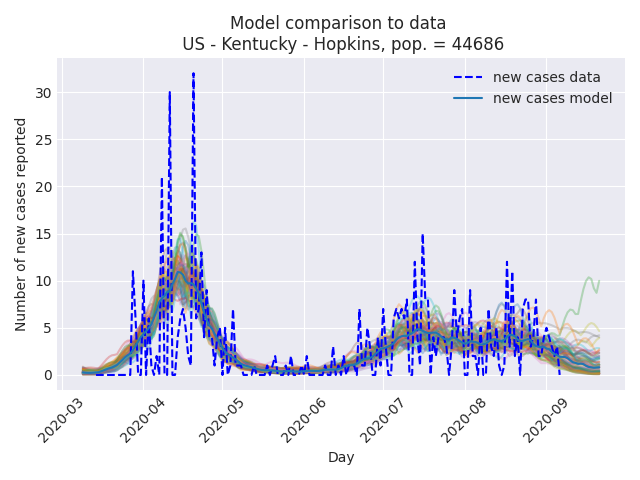 Model comparison to data
US - Kentucky - Hopkins, pop. = 44686
new cases data
new cases model
Number of new cases reported
30
25
20
15
10
5
0
2020-03
2020-04
2020-05
2020-06
2020-07
2020-08
2020-09
Day